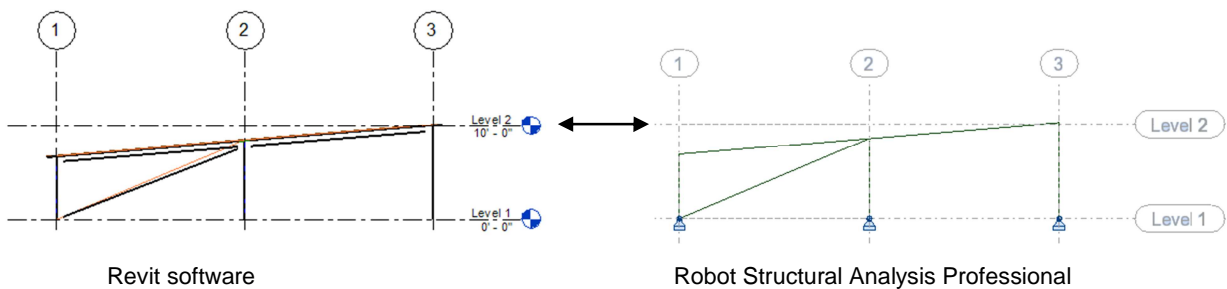 1 2 3
1 2 3
Level 2
10' - 0"
Level 2
Level 1
0' - 0"
Level 1
Revit software
Robot Structural Analysis Professional